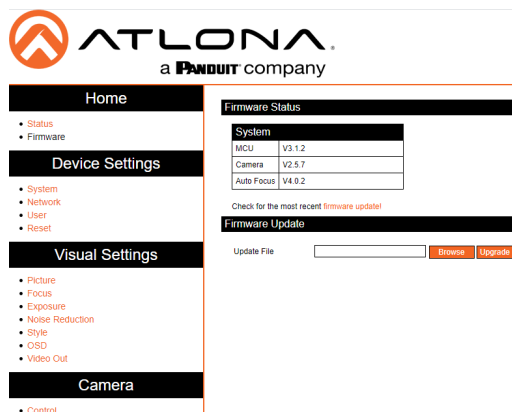 ATLONA.
a PANDUIT company
Home
Status
Firmware
Device Settings
System
Network
User
Reset
Visual Settings
Picture
Focus
Exposure
Noise Reduction
Style
OSD
Video Out
Camera
Control
Firmware Status
System
MCU V3.1.2
Camera V2.5.7
Auto Focus V4.0.2
Check for the most recent firmware update!
Firmware Update
Update File Browse Upgrade